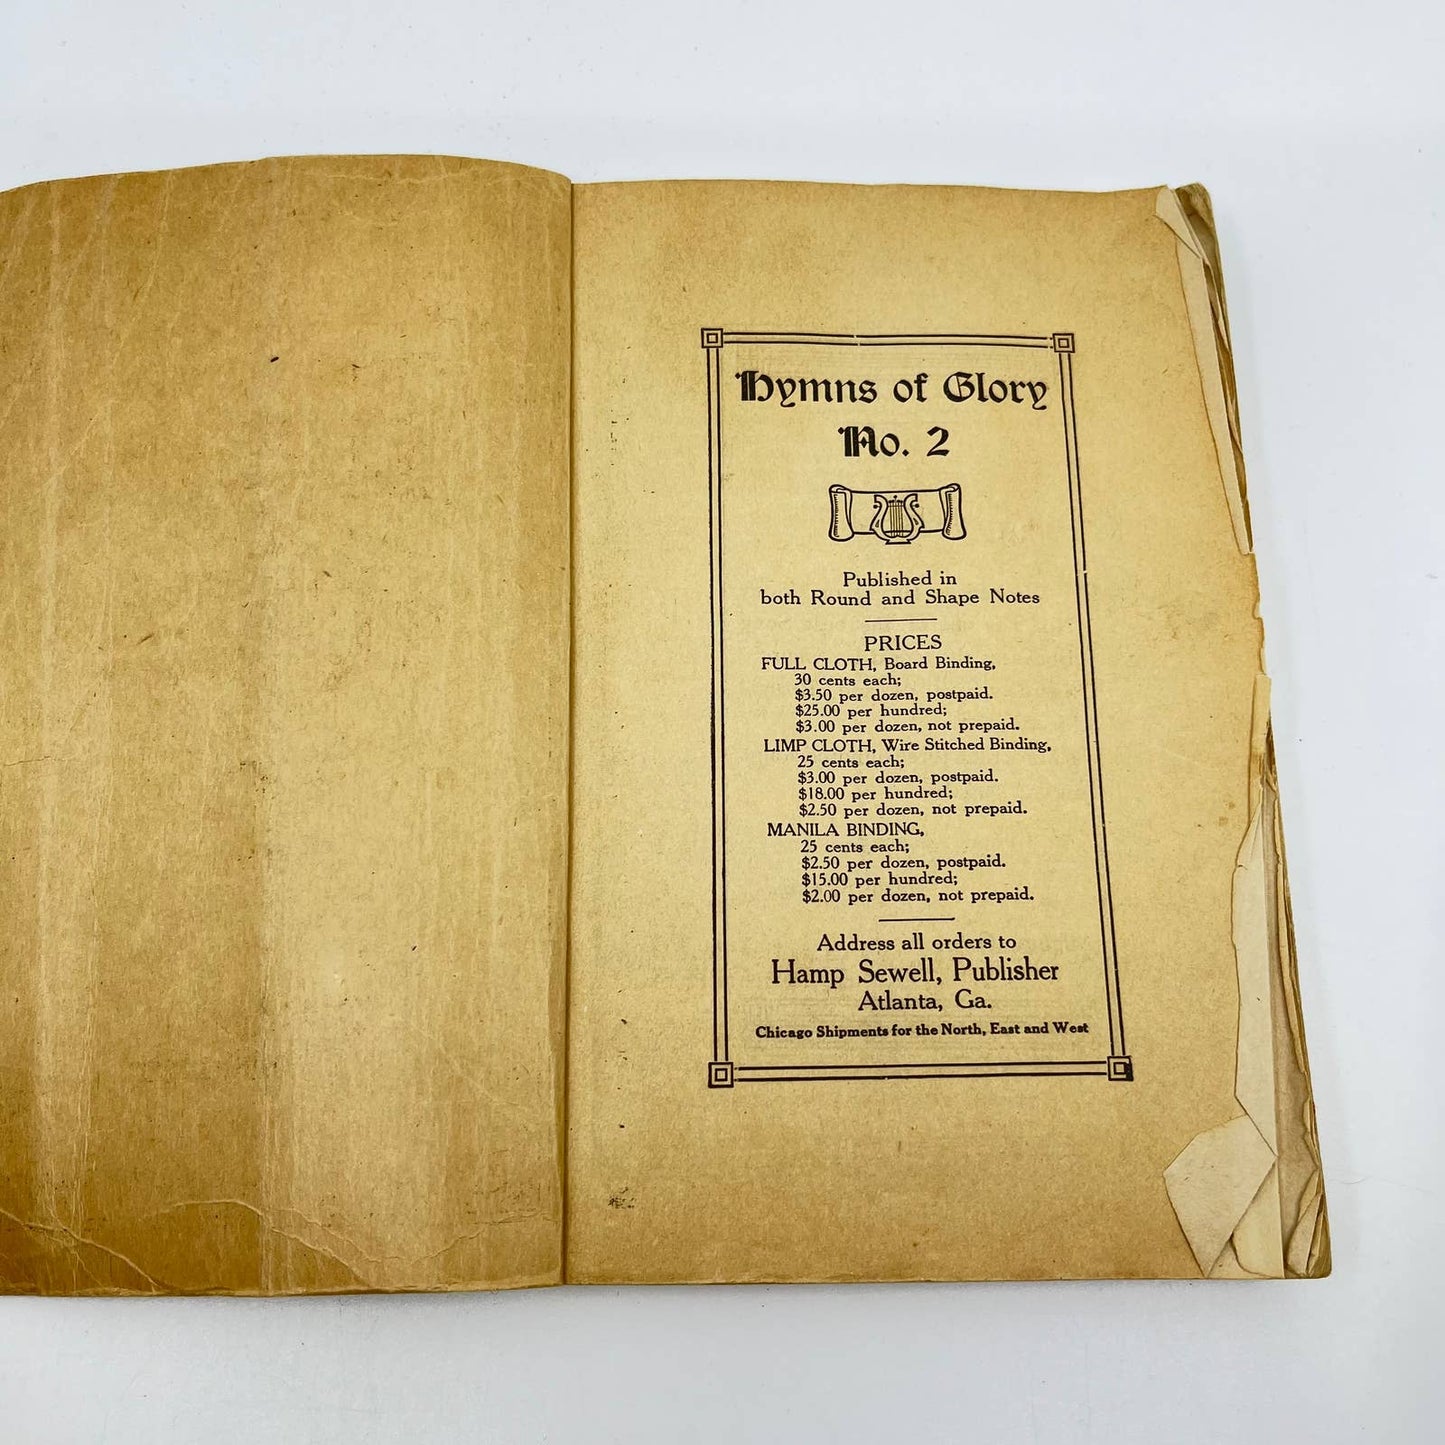 Hymns of Glory
No. 2
Published in
both Round and Shape Notes
PRICES
FULL CLOTH, Board Binding,
30 cents each;
$3.50 per dozen, postpaid.
$25.00 per hundred;
$3.00 per dozen, not prepaid.
LIMP CLOTH, Wire Stitched Binding,
25 cents each;
$3.00 per dozen, postpaid.
$18.00 per hundred;
$2.50 per dozen, not prepaid.
MANILA BINDING,
25 cents each;
$2.50 per dozen, postpaid.
$15.00 per hundred;
$2.00 per dozen, not prepaid.
Address all orders to
Hamp Sewell, Publisher
Atlanta, Ga.
Chicago Shipments for the North, East and West